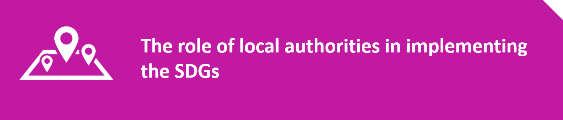 The role of local authorities in implementing
the SDGs